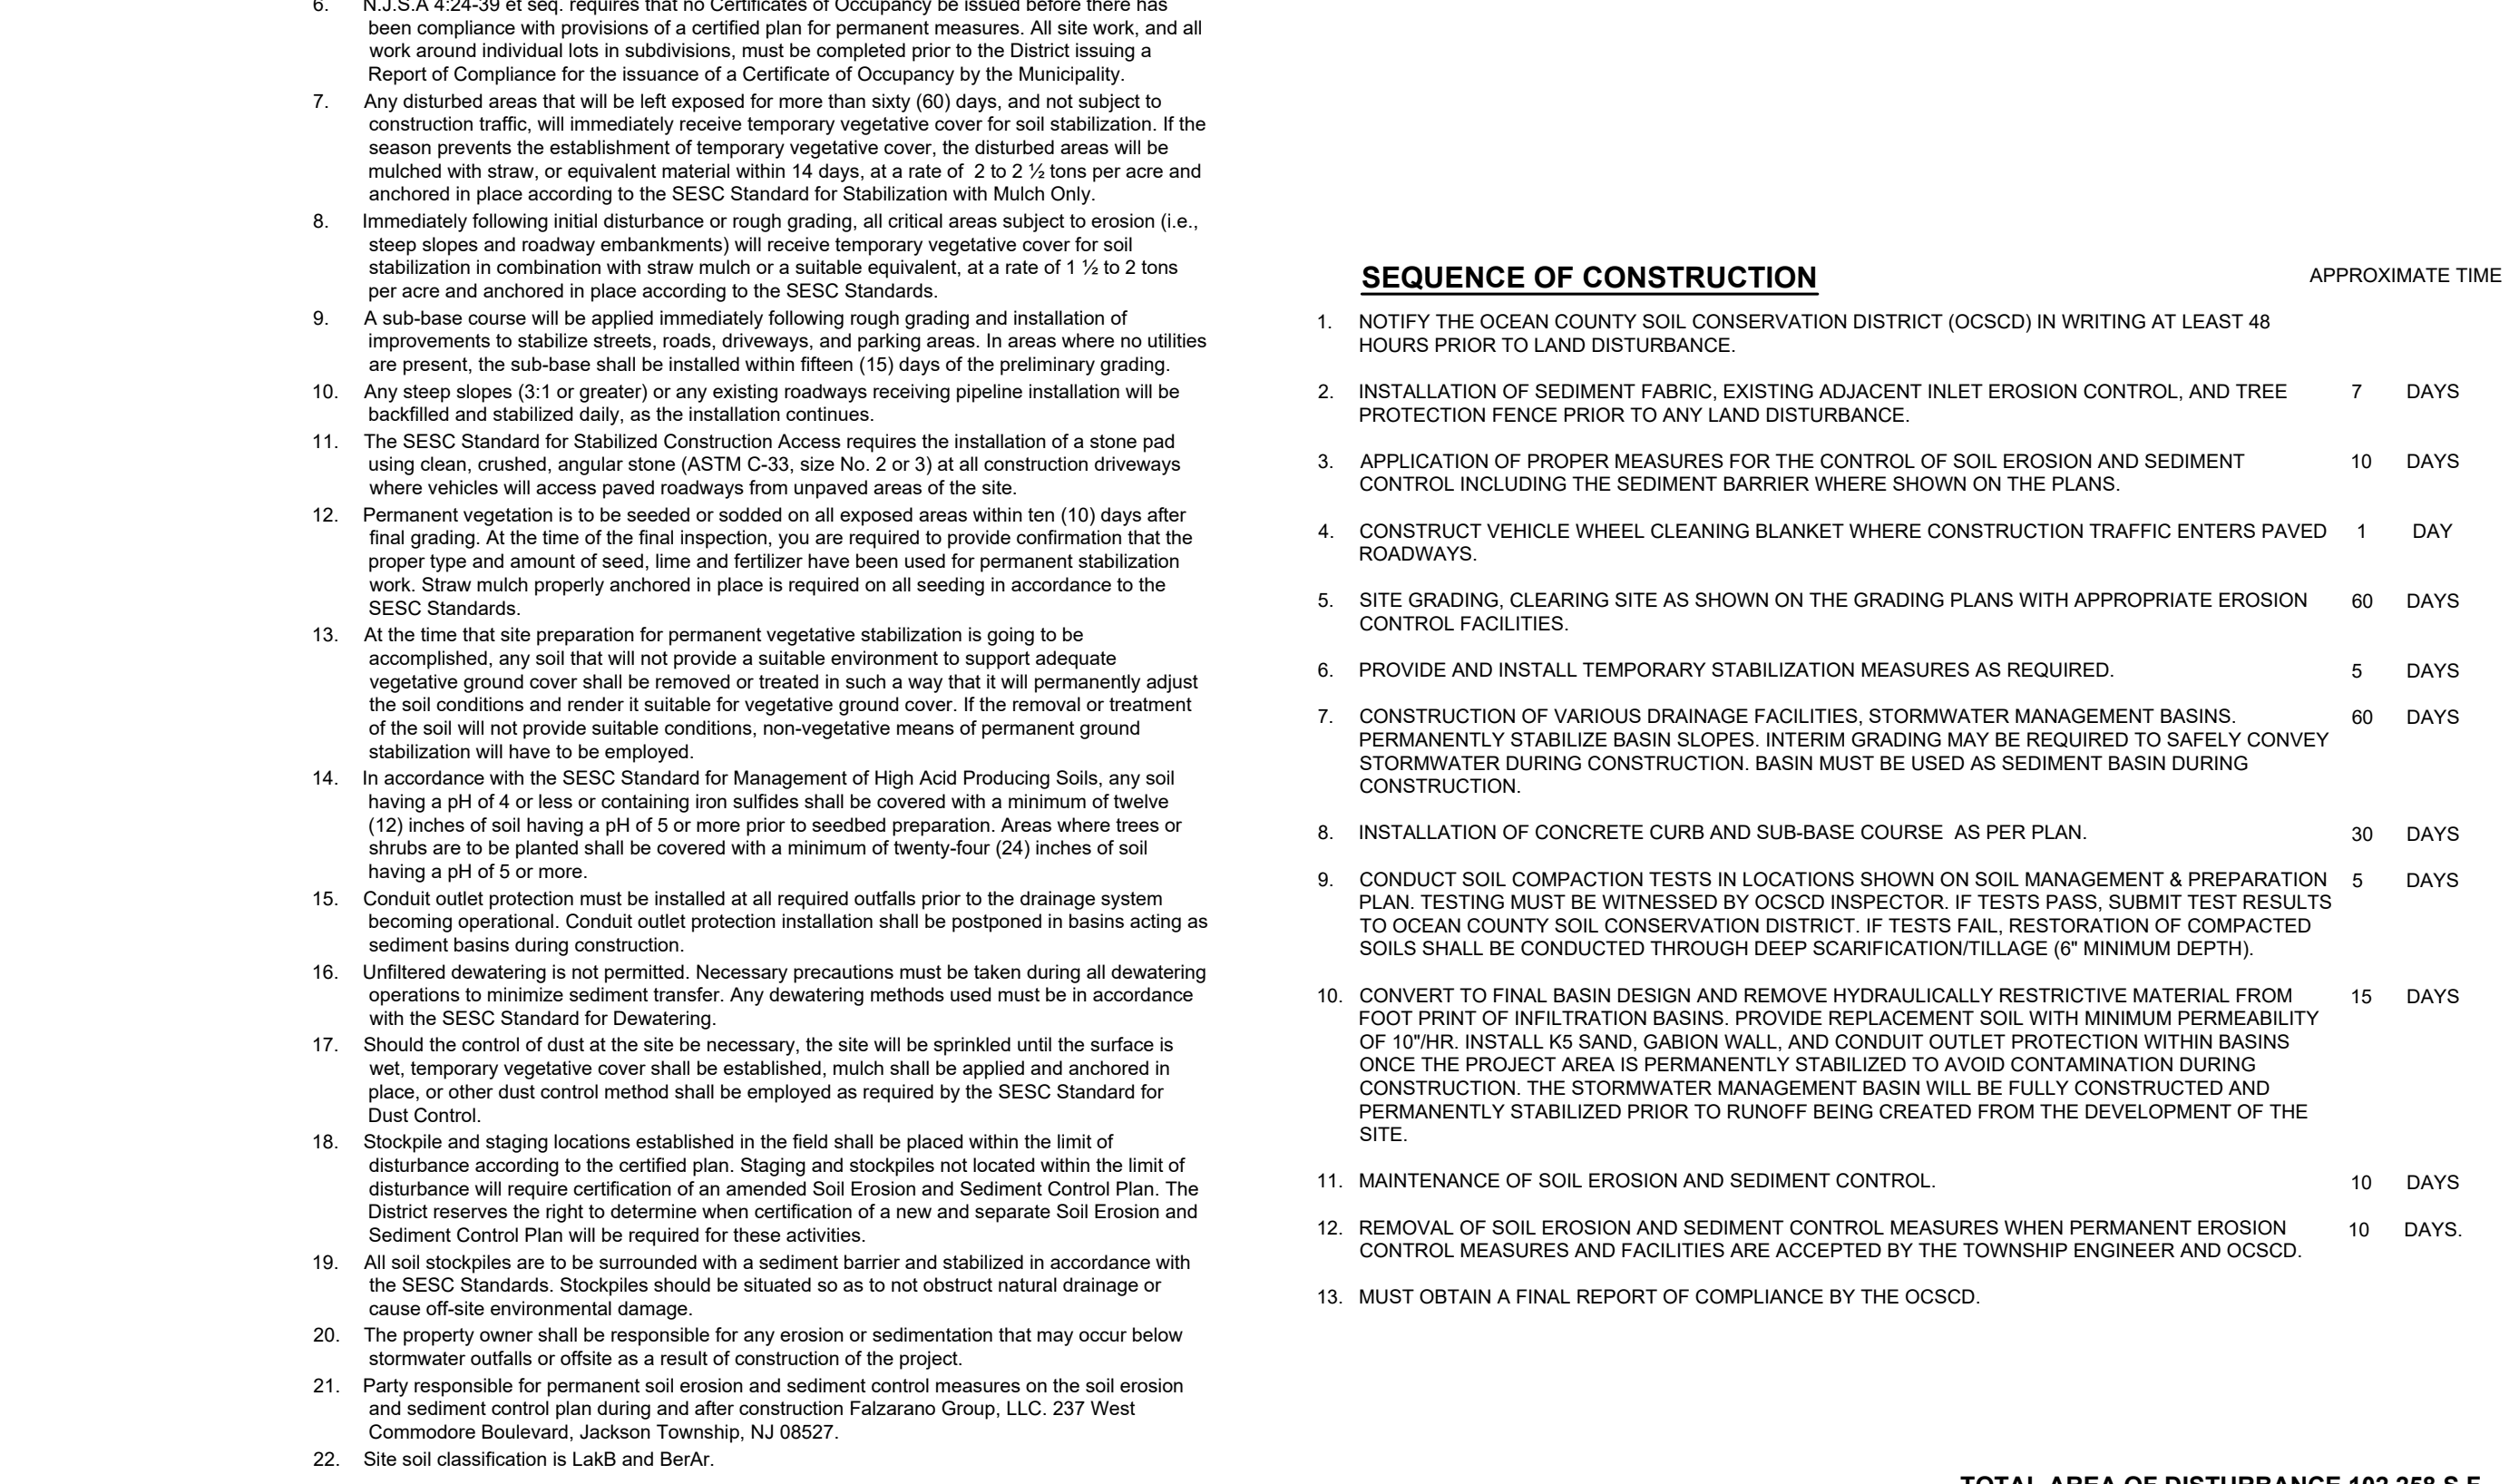 6. N.J.S.A 4:24-39 et seq. requires that no Certificates of Occupancy be issued before there has
been compliance with provisions of a certified plan for permanent measures. All site work, and all
work around individual lots in subdivisions, must be completed prior to the District issuing a
Report of Compliance for the issuance of a Certificate of Occupancy by the Municipality.
7. Any disturbed areas that will be left exposed for more than sixty (60) days, and not subject to
construction traffic, will immediately receive temporary vegetative cover for soil stabilization. If the
season prevents the establishment of temporary vegetative cover, the disturbed areas will be
mulched with straw, or equivalent material within 14 days, at a rate of 2 to 2 ½ tons per acre and
anchored in place according to the SESC Standard for Stabilization with Mulch Only.
8. Immediately following initial disturbance or rough grading, all critical areas subject to erosion (i.e.,
steep slopes and roadway embankments) will receive temporary vegetative cover for soil
stabilization in combination with straw mulch or a suitable equivalent, at a rate of 1 ½ to 2 tons
per acre and anchored in place according to the SESC Standards.
9. A sub-base course will be applied immediately following rough grading and installation of
improvements to stabilize streets, roads, driveways, and parking areas. In areas where no utilities
are present, the sub-base shall be installed within fifteen (15) days of the preliminary grading.
10. Any steep slopes (3:1 or greater) or any existing roadways receiving pipeline installation will be
backfilled and stabilized daily, as the installation continues.
11. The SESC Standard for Stabilized Construction Access requires the installation of a stone pad
using clean, crushed, angular stone (ASTM C-33, size No. 2 or 3) at all construction driveways
where vehicles will access paved roadways from unpaved areas of the site.
12. Permanent vegetation is to be seeded or sodded on all exposed areas within ten (10) days after
final grading. At the time of the final inspection, you are required to provide confirmation that the
proper type and amount of seed, lime and fertilizer have been used for permanent stabilization
work. Straw mulch properly anchored in place is required on all seeding in accordance to the
SESC Standards.
13. At the time that site preparation for permanent vegetative stabilization is going to be
accomplished, any soil that will not provide a suitable environment to support adequate
vegetative ground cover shall be removed or treated in such a way that it will permanently adjust
the soil conditions and render it suitable for vegetative ground cover. If the removal or treatment
of the soil will not provide suitable conditions, non-vegetative means of permanent ground
stabilization will have to be employed.
14. In accordance with the SESC Standard for Management of High Acid Producing Soils, any soil
having a pH of 4 or less or containing iron sulfides shall be covered with a minimum of twelve
(12) inches of soil having a pH of 5 or more prior to seedbed preparation. Areas where trees or
shrubs are to be planted shall be covered with a minimum of twenty-four (24) inches of soil
having a pH of 5 or more.
15. Conduit outlet protection must be installed at all required outfalls prior to the drainage system
becoming operational. Conduit outlet protection installation shall be postponed in basins acting as
sediment basins during construction.
16. Unfiltered dewatering is not permitted. Necessary precautions must be taken during all dewatering
operations to minimize sediment transfer. Any dewatering methods used must be in accordance
with the SESC Standard for Dewatering.
17. Should the control of dust at the site be necessary, the site will be sprinkled until the surface is
wet, temporary vegetative cover shall be established, mulch shall be applied and anchored in
place, or other dust control method shall be employed as required by the SESC Standard for
Dust Control.
18. Stockpile and staging locations established in the field shall be placed within the limit of
disturbance according to the certified plan. Staging and stockpiles not located within the limit of
disturbance will require certification of an amended Soil Erosion and Sediment Control Plan. The
District reserves the right to determine when certification of a new and separate Soil Erosion and
Sediment Control Plan will be required for these activities.
19. All soil stockpiles are to be surrounded with a sediment barrier and stabilized in accordance with
the SESC Standards. Stockpiles should be situated so as to not obstruct natural drainage or
cause off-site environmental damage.
20. The property owner shall be responsible for any erosion or sedimentation that may occur below
stormwater outfalls or offsite as a result of construction of the project.
21. Party responsible for permanent soil erosion and sediment control measures on the soil erosion
and sediment control plan during and after construction Falzarano Group, LLC. 237 West
Commodore Boulevard, Jackson Township, NJ 08527.
22. Site soil classification is LakB and BerAr.
SEQUENCE OF CONSTRUCTION APPROXIMATE TIME
1. NOTIFY THE OCEAN COUNTY SOIL CONSERVATION DISTRICT (OCSCD) IN WRITING AT LEAST 48
HOURS PRIOR TO LAND DISTURBANCE.
2. INSTALLATION OF SEDIMENT FABRIC, EXISTING ADJACENT INLET EROSION CONTROL, AND TREE 7 DAYS
PROTECTION FENCE PRIOR TO ANY LAND DISTURBANCE.
3. APPLICATION OF PROPER MEASURES FOR THE CONTROL OF SOIL EROSION AND SEDIMENT 10 DAYS
CONTROL INCLUDING THE SEDIMENT BARRIER WHERE SHOWN ON THE PLANS.
4. CONSTRUCT VEHICLE WHEEL CLEANING BLANKET WHERE CONSTRUCTION TRAFFIC ENTERS PAVED 1 DAY
ROADWAYS.
5. SITE GRADING, CLEARING SITE AS SHOWN ON THE GRADING PLANS WITH APPROPRIATE EROSION 60 DAYS
CONTROL FACILITIES.
6. PROVIDE AND INSTALL TEMPORARY STABILIZATION MEASURES AS REQUIRED. 5 DAYS
7. CONSTRUCTION OF VARIOUS DRAINAGE FACILITIES, STORMWATER MANAGEMENT BASINS. 60 DAYS
PERMANENTLY STABILIZE BASIN SLOPES. INTERIM GRADING MAY BE REQUIRED TO SAFELY CONVEY
STORMWATER DURING CONSTRUCTION. BASIN MUST BE USED AS SEDIMENT BASIN DURING
CONSTRUCTION.
8. INSTALLATION OF CONCRETE CURB AND SUB-BASE COURSE AS PER PLAN. 30 DAYS
9. CONDUCT SOIL COMPACTION TESTS IN LOCATIONS SHOWN ON SOIL MANAGEMENT & PREPARATION 5 DAYS
PLAN. TESTING MUST BE WITNESSED BY OCSCD INSPECTOR. IF TESTS PASS, SUBMIT TEST RESULTS
TO OCEAN COUNTY SOIL CONSERVATION DISTRICT. IF TESTS FAIL, RESTORATION OF COMPACTED
SOILS SHALL BE CONDUCTED THROUGH DEEP SCARIFICATION/TILLAGE (6" MINIMUM DEPTH).
10. CONVERT TO FINAL BASIN DESIGN AND REMOVE HYDRAULICALLY RESTRICTIVE MATERIAL FROM 15 DAYS
FOOT PRINT OF INFILTRATION BASINS. PROVIDE REPLACEMENT SOIL WITH MINIMUM PERMEABILITY
OF 10"/HR. INSTALL K5 SAND, GABION WALL, AND CONDUIT OUTLET PROTECTION WITHIN BASINS
ONCE THE PROJECT AREA IS PERMANENTLY STABILIZED TO AVOID CONTAMINATION DURING
CONSTRUCTION. THE STORMWATER MANAGEMENT BASIN WILL BE FULLY CONSTRUCTED AND
PERMANENTLY STABILIZED PRIOR TO RUNOFF BEING CREATED FROM THE DEVELOPMENT OF THE
SITE.
11. MAINTENANCE OF SOIL EROSION AND SEDIMENT CONTROL. 10 DAYS
12. REMOVAL OF SOIL EROSION AND SEDIMENT CONTROL MEASURES WHEN PERMANENT EROSION 10 DAYS.
CONTROL MEASURES AND FACILITIES ARE ACCEPTED BY THE TOWNSHIP ENGINEER AND OCSCD.
13. MUST OBTAIN A FINAL REPORT OF COMPLIANCE BY THE OCSCD.
TOTAL AREA OF DISTURBANCE 102,258 S.F.